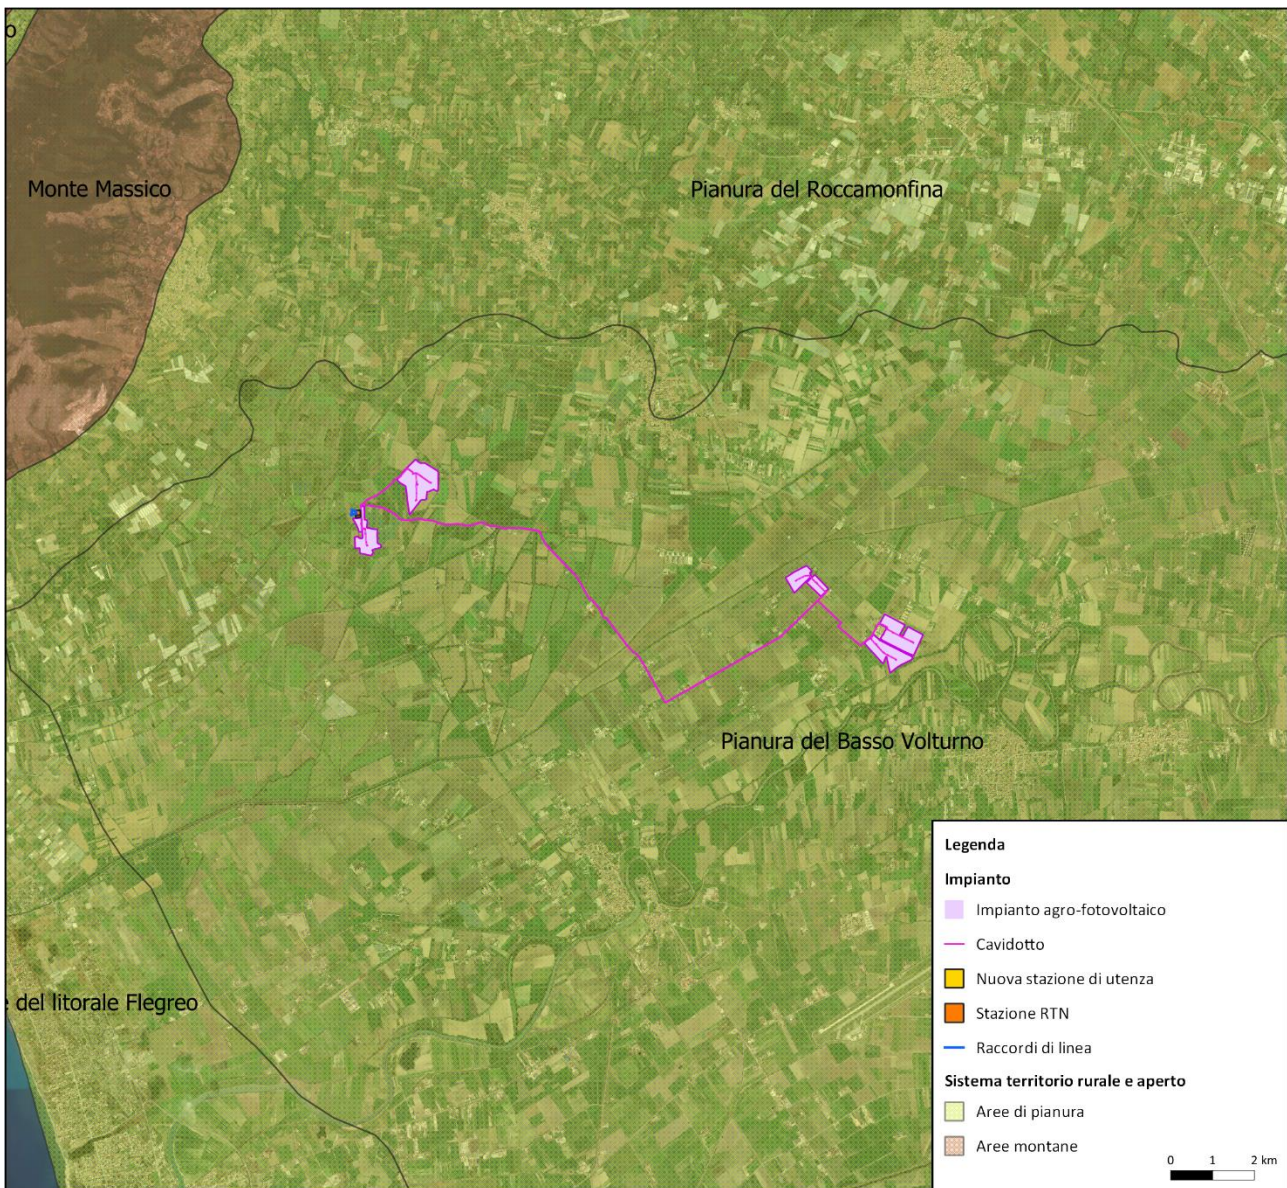 o
Monte Massico
Pianura del Roccamonfina
Pianura del Basso Volturno
e del litorale Flegreo
Legenda
Impianto
Impianto agro-fotovoltaico
Cavidotto
Nuova stazione di utenza
Stazione RTN
Raccordi di linea
Sistema territorio rurale e aperto
Aree di pianura
Aree montane
0 1 2 km